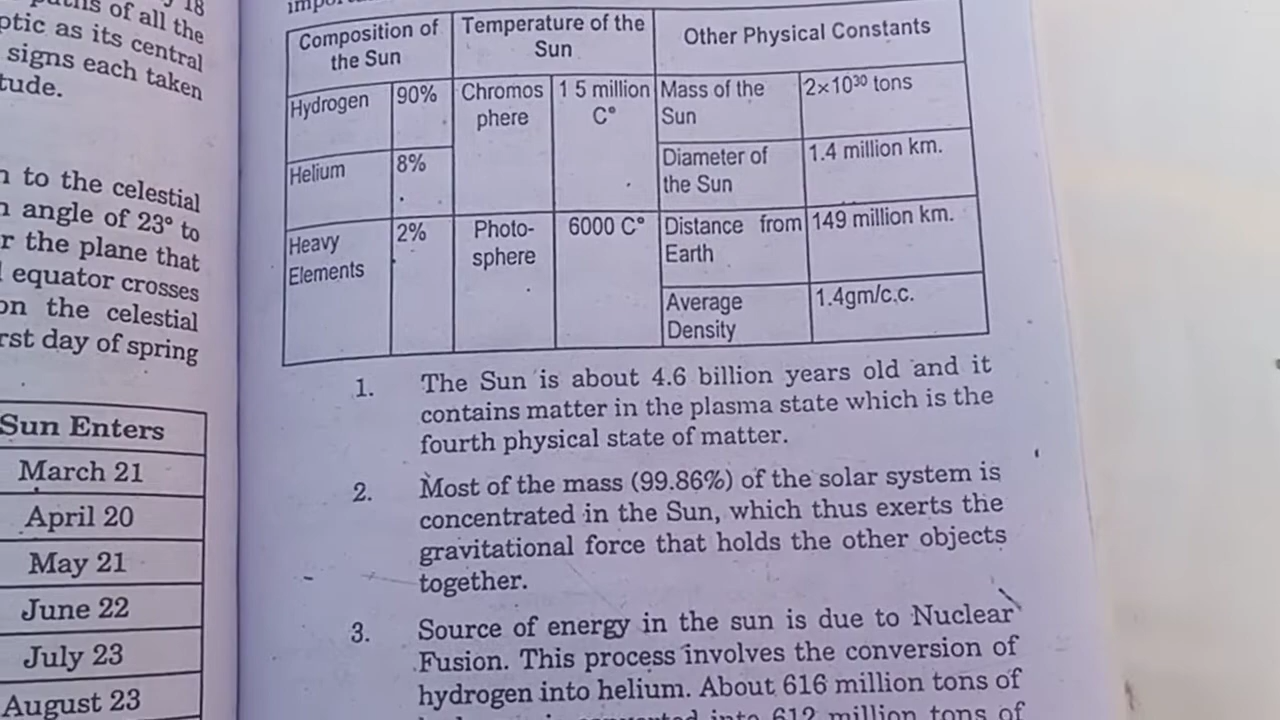 18
of all the
ptic as its central
signs each taken
tude.
n to the celestial
n angle of 23° to
r the plane that
equator crosses
on the celestial
rst day of spring
Sun Enters
March 21
April 20
May 21
June 22
July 23
August 23
Composition of the Sun
Temperature of the Sun
Other Physical Constants
Hydrogen
90%
Chromos
phere
1 5 million
C°
Mass of the
Sun
2×10³⁰ tons
Helium
8%
Diameter of
the Sun
1.4 million km.
Heavy
Elements
2%
Photo-
sphere
6000 C°
Distance from
Earth
149 million km.
Average
Density
1.4gm/c.c.
1. The Sun is about 4.6 billion years old and it
contains matter in the plasma state which is the
fourth physical state of matter.
2. Most of the mass (99.86%) of the solar system is
concentrated in the Sun, which thus exerts the
gravitational force that holds the other objects
together.
3. Source of energy in the sun is due to Nuclear
Fusion. This process involves the conversion of
hydrogen into helium. About 616 million tons of
into 612 million tons of